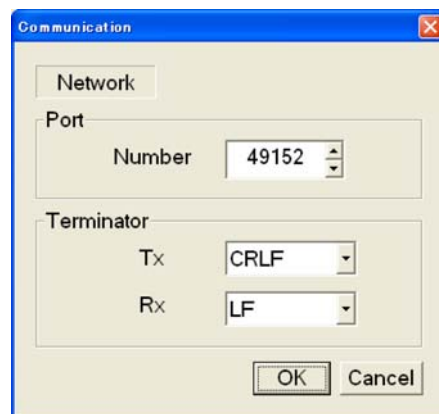 Communication
Network
Port
Number 49152
Terminator
Tx CRLF
Rx LF
OK Cancel